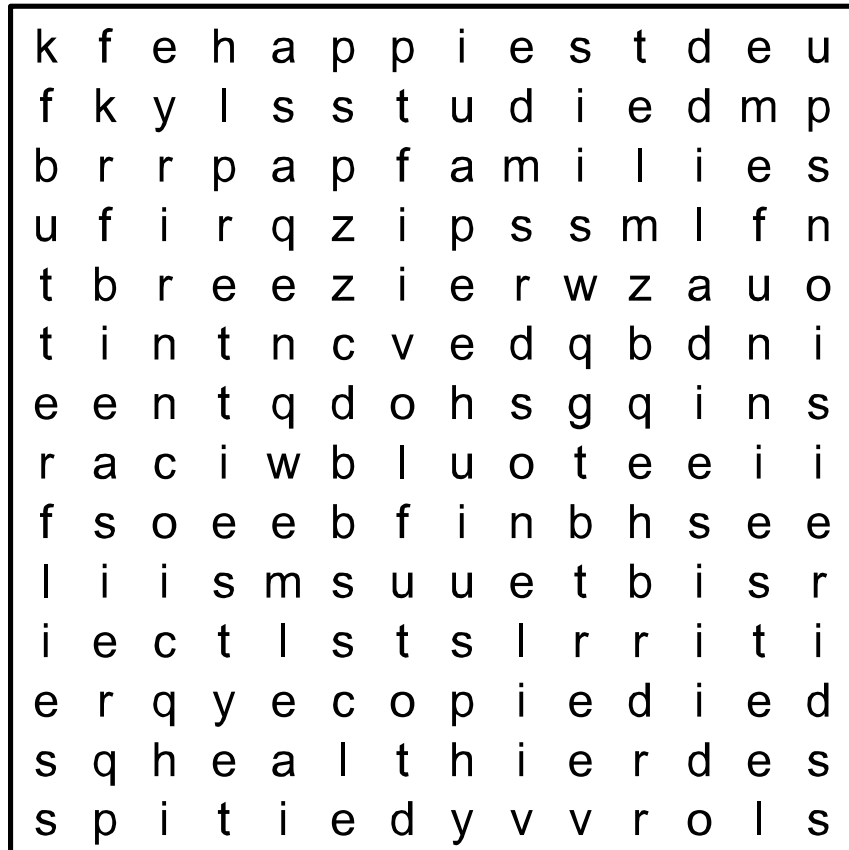 k f e h a p p i e s t d e u
f k y l s s t u d i e d m p
b r r p a p f a m i l i e s
u f i r q z i p s s m l f n
t b r e e z i e r w z a u o
t i n t n c v e d q b d n i
e e n t q d o h s g q i n s
r a c i w b l u o t e e i i
f s o e e b f i n b h s e e
l i i s m s u u e t b i s r
i e c t l s t s l r r i t i
e r q y e c o p i e d i e d
s q h e a l t h i e r d e s
s p i t i e d y v v r o l s